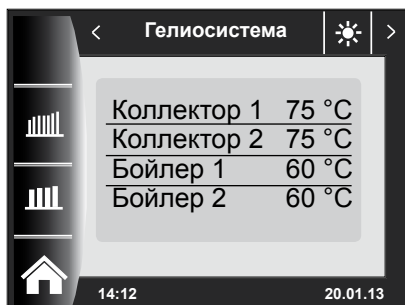 < Гелиосистема >
Коллектор 1 75 °C
Коллектор 2 75 °C
Бойлер 1 60 °C
Бойлер 2 60 °C
14:12 20.01.13